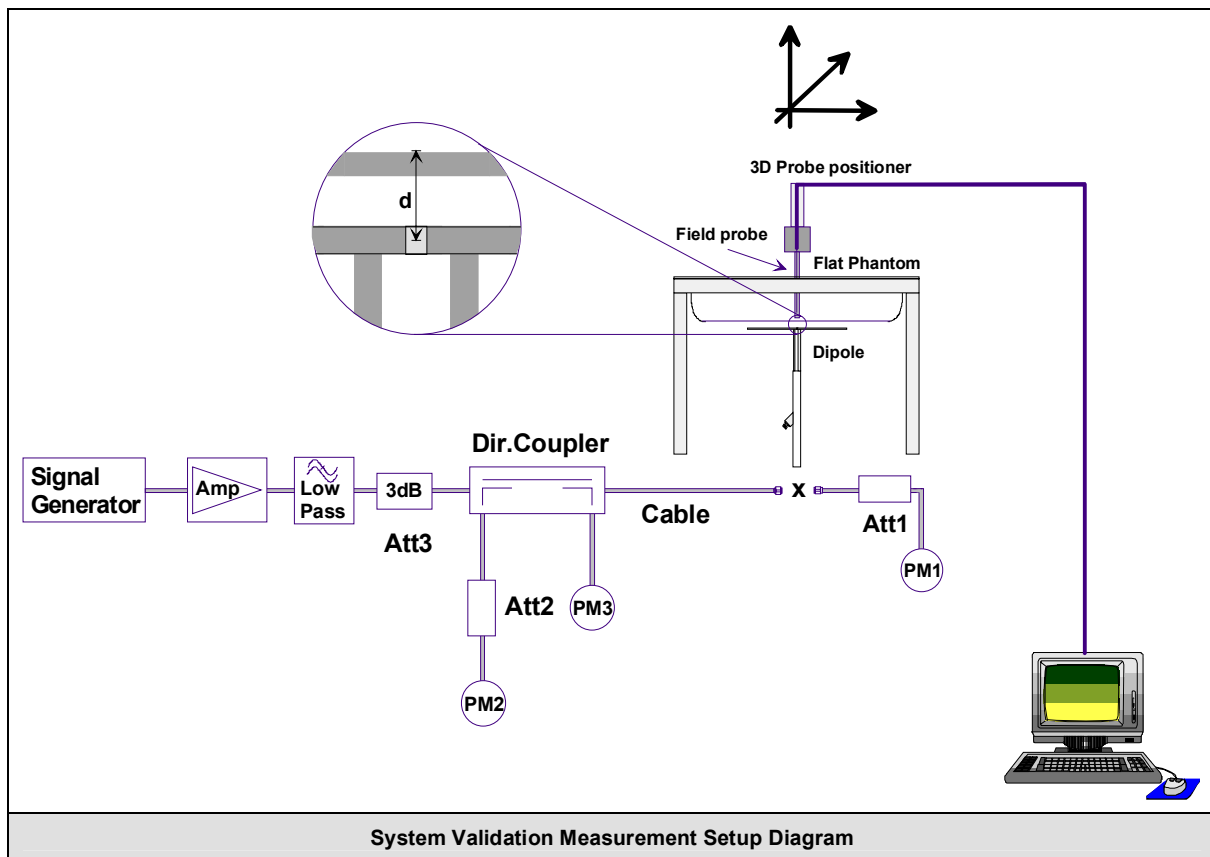 3D Probe positioner
d
Field probe
Flat Phantom
Dipole
Dir.Coupler
Signal
Generator
Amp
Low
Pass
3dB
x
Cable
Att1
Att3
PM1
Att2
PM3
PM2
System Validation Measurement Setup Diagram